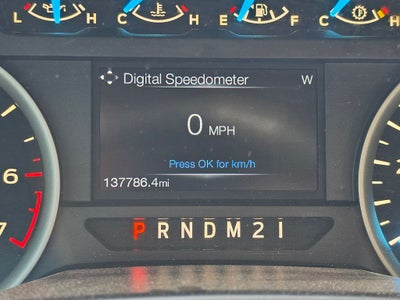 L H C H E F C H
Digital Speedometer W
0 MPH
Press OK for km/h
137786.4mi
6
7
P R N D M 2 1